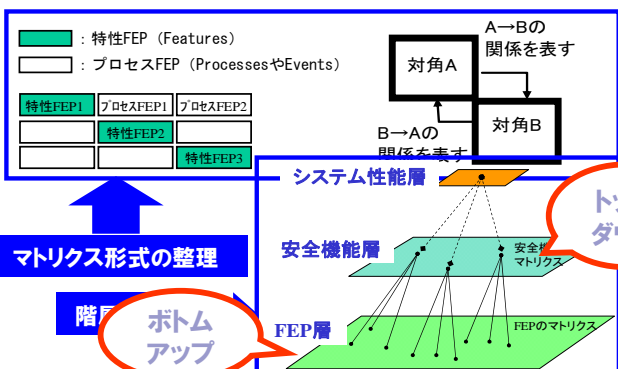 ：特性FEP（Features）
：プロセスFEP（ProcessesやEvents）
特性FEP1 プロセスFEP1 プロセスFEP2
特性FEP2
特性FEP3
A→Bの
関係を表す
対角A
対角B
B→Aの
関係を表す
システム性能層
マトリクス形式の整理
安全機能層
マトリクス
FEP層
FEPのマトリクス
ボトム
アップ